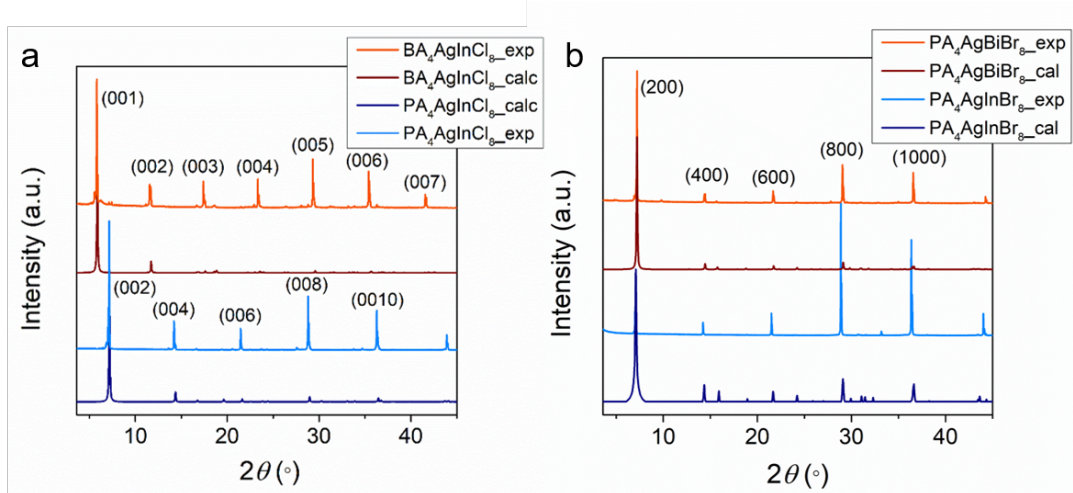 a
BA₄AgInCl₈_exp
BA₄AgInCl₈_calc
PA₄AgInCl₈_calc
PA₄AgInCl₈_exp
(001)
(002)
(003)
(004)
(005)
(006)
(007)
(002)
(004)
(006)
(008)
(0010)
Intensity (a.u.)
10
20
30
40
2θ (°)
b
PA₄AgBiBr₈_exp
PA₄AgBiBr₈_cal
PA₄AgInBr₈_exp
PA₄AgInBr₈_cal
(200)
(400)
(600)
(800)
(1000)
Intensity (a.u.)
10
20
30
40
2θ (°)